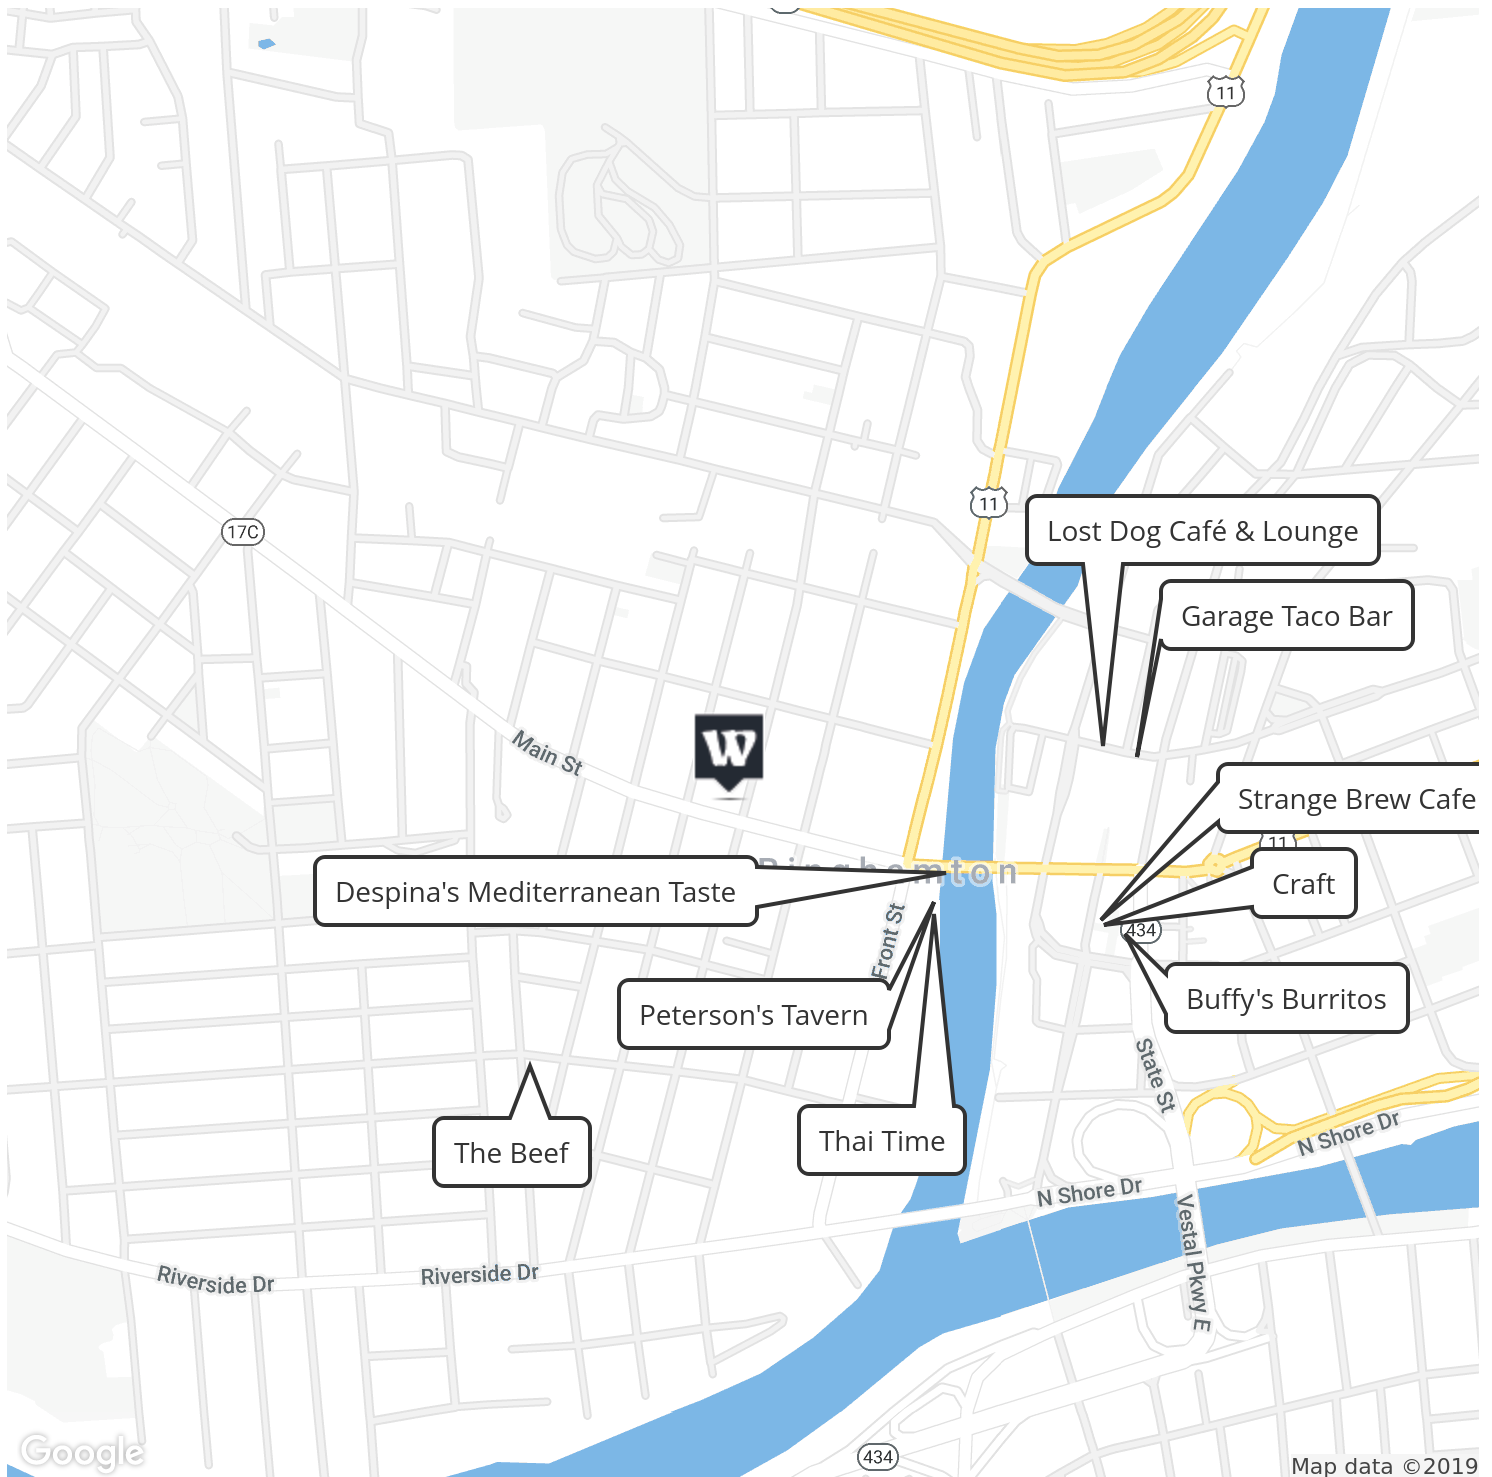 11
11
17C
Lost Dog Café & Lounge
Garage Taco Bar
Main St
W
Strange Brew Cafe
11
Binghamton
Despina's Mediterranean Taste
Craft
434
Front St
Peterson's Tavern
Buffy's Burritos
State St
The Beef
Thai Time
N Shore Dr
N Shore Dr
Vestal Pkwy E
Riverside Dr
Riverside Dr
Google
434
Map data ©2019